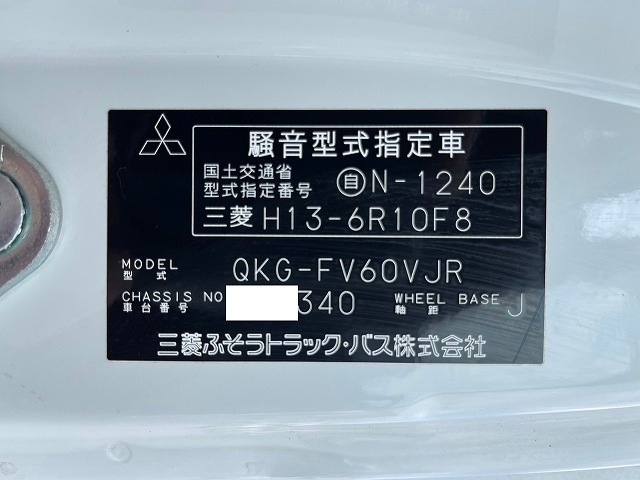 騒音型式指定車
国土交通省
型式指定番号 ㊞N-1240
三菱 H13-6R10F8
MODEL
型式 QKG-FV60VJR
CHASSIS NO
車台番号 340
WHEEL BASE
軸距 J
三菱ふそうトラック・バス株式会社